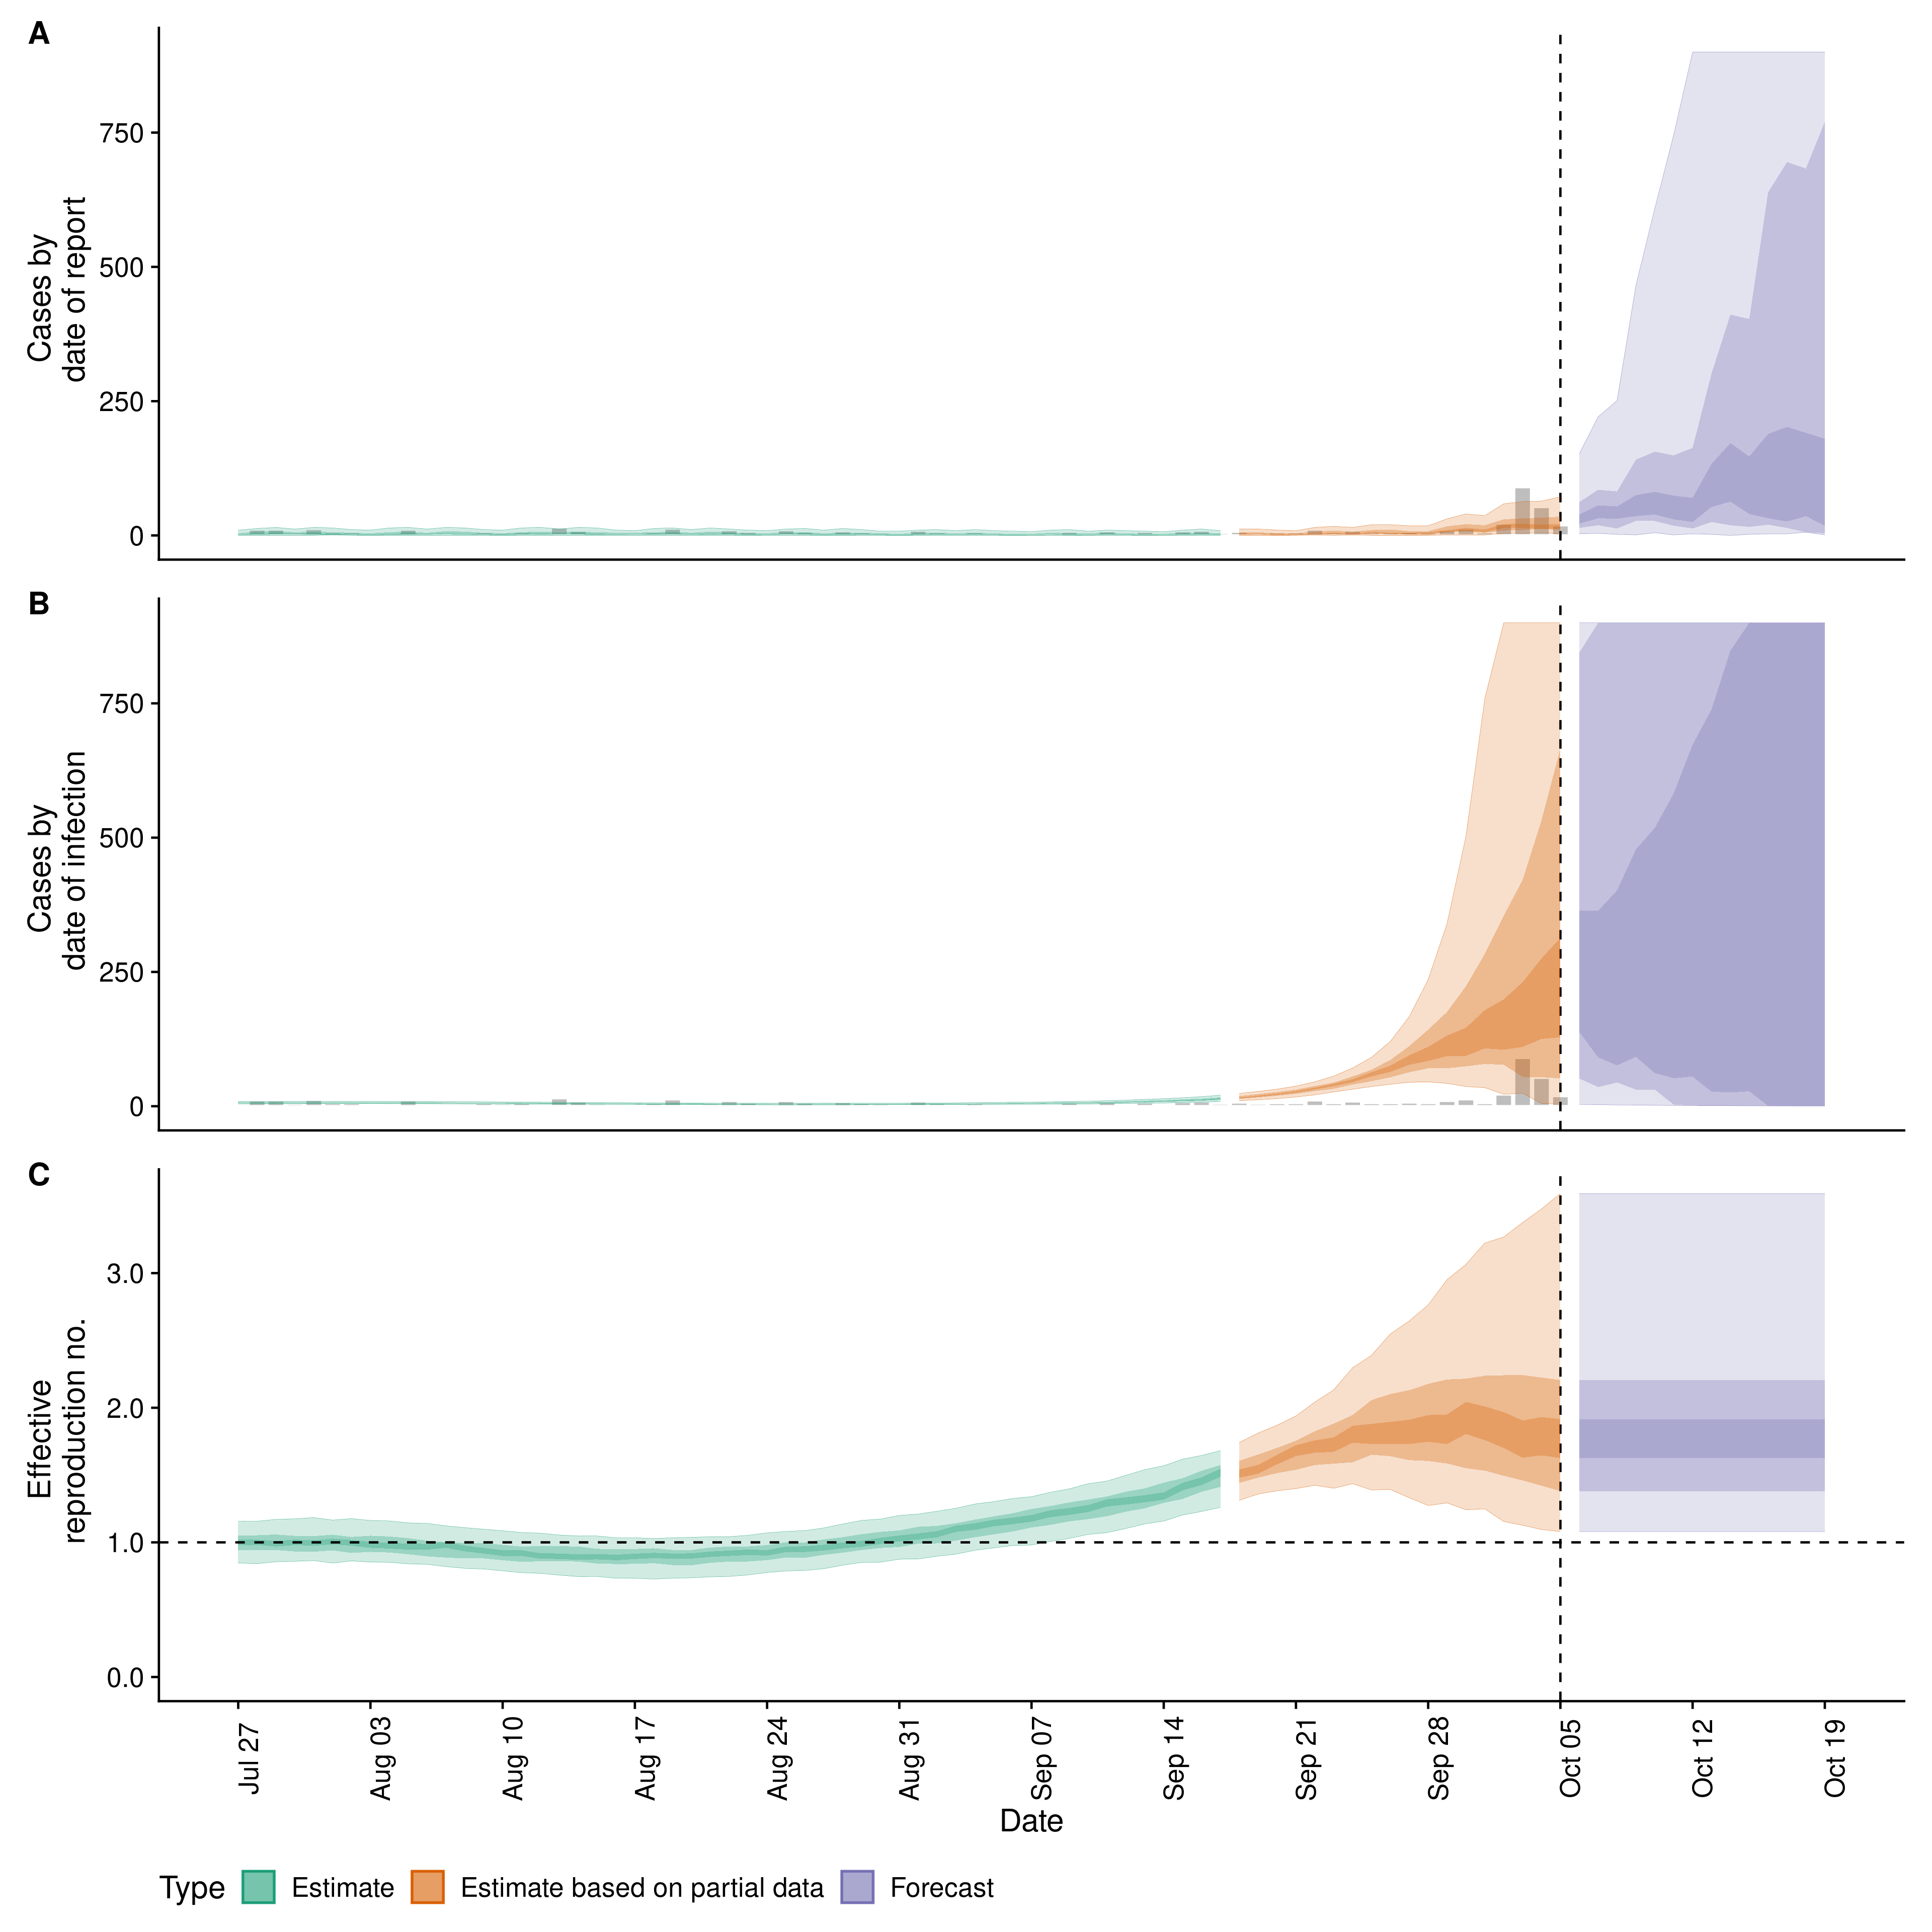 A
Cases by
date of report
750
500
250
0
B
Cases by
date of infection
750
500
250
0
C
Effective
reproduction no.
3.0
2.0
1.0
0.0
Jul 27
Aug 03
Aug 10
Aug 17
Aug 24
Aug 31
Sep 07
Sep 14
Sep 21
Sep 28
Oct 05
Oct 12
Oct 19
Date
Type Estimate Estimate based on partial data Forecast